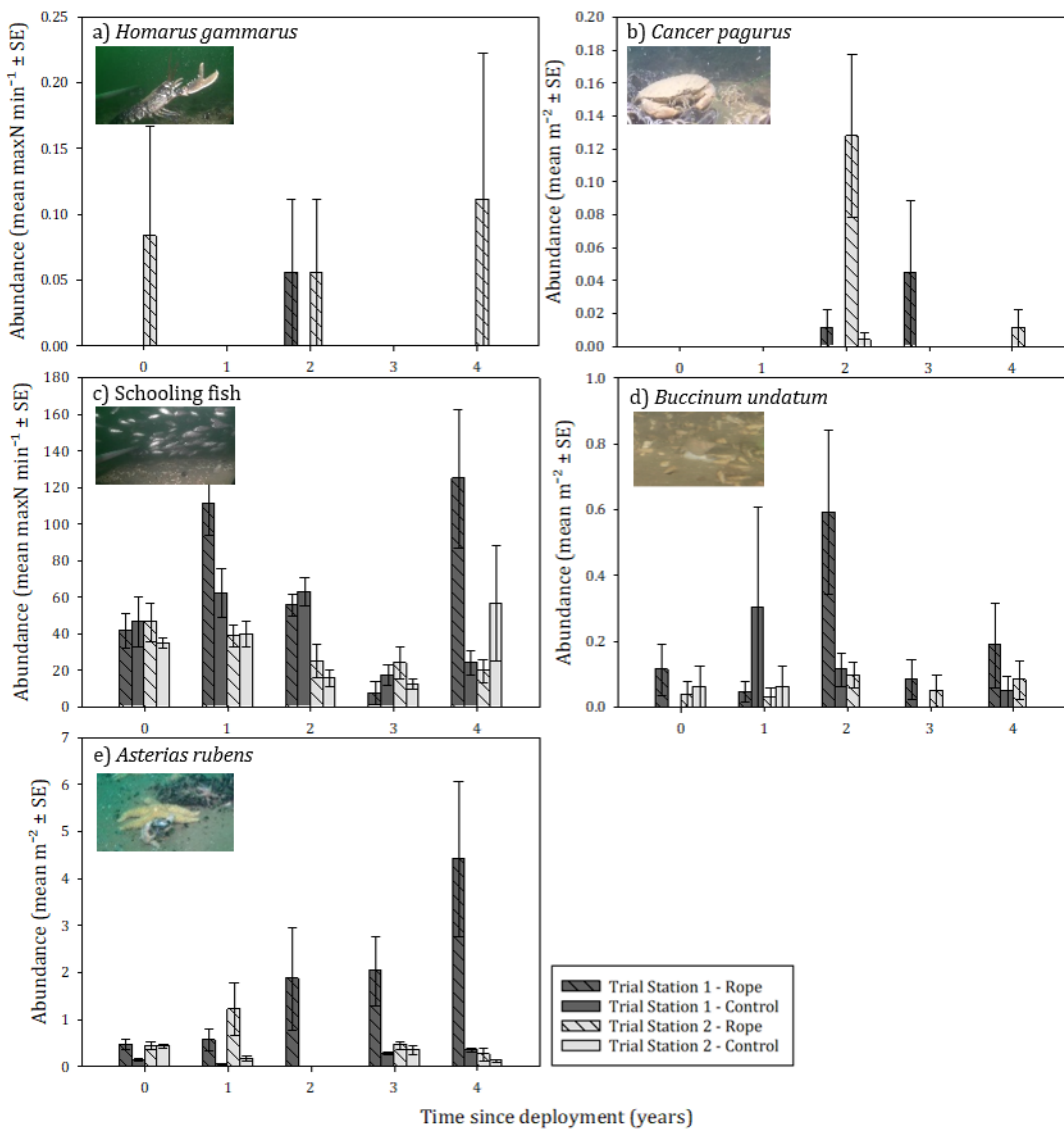 a) Homarus gammarus
Abundance (mean maxN min⁻¹ ± SE)
0.25
0.20
0.15
0.10
0.05
0.00
0 1 2 3 4
b) Cancer pagurus
Abundance (mean m⁻² ± SE)
0.20
0.18
0.16
0.14
0.12
0.10
0.08
0.06
0.04
0.02
0.00
0 1 2 3 4
c) Schooling fish
Abundance (mean maxN min⁻¹ ± SE)
180
160
140
120
100
80
60
40
20
0
0 1 2 3 4
d) Buccinum undatum
Abundance (mean m⁻² ± SE)
1.0
0.8
0.6
0.4
0.2
0.0
0 1 2 3 4
e) Asterias rubens
Abundance (mean m⁻² ± SE)
7
6
5
4
3
2
1
0
0 1 2 3 4
Trial Station 1 - Rope
Trial Station 1 - Control
Trial Station 2 - Rope
Trial Station 2 - Control
Time since deployment (years)